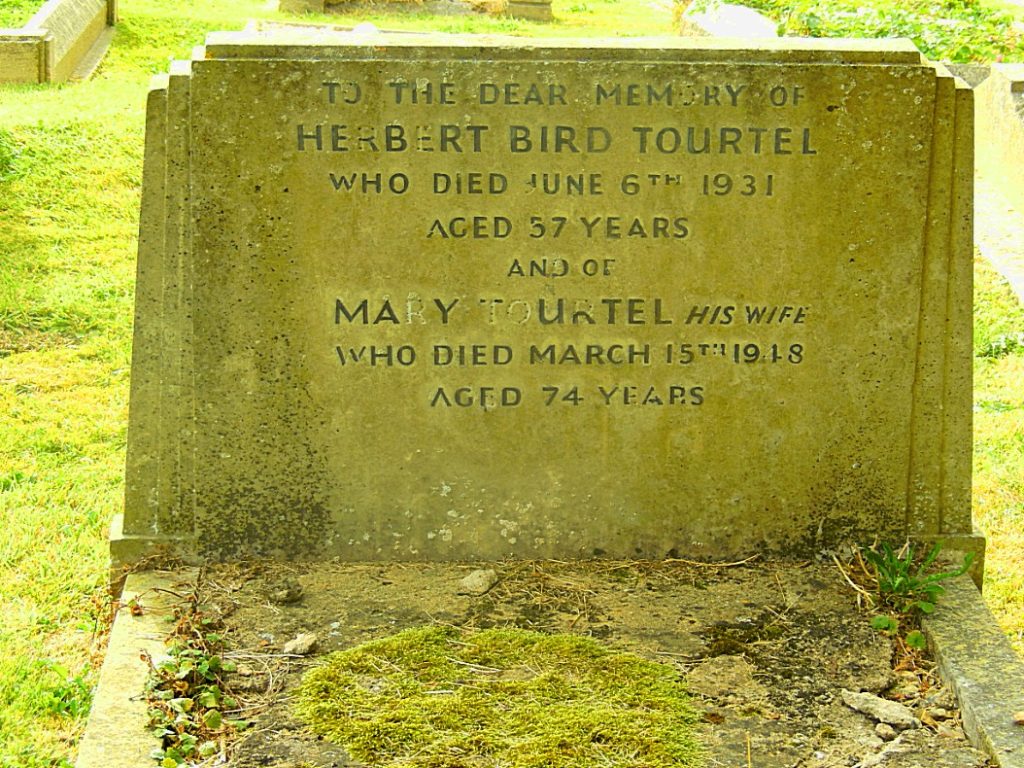 TO THE DEAR MEMORY OF
HERBERT BIRD TOURTEL
WHO DIED JUNE 6TH 1931
AGED 57 YEARS
AND OF
MARY TOURTEL HIS WIFE
WHO DIED MARCH 15TH 1948
AGED 74 YEARS